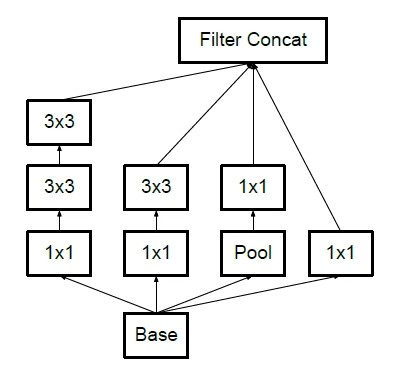 Filter Concat
3x3
3x3 3x3 1x1
1x1 1x1 Pool 1x1
Base